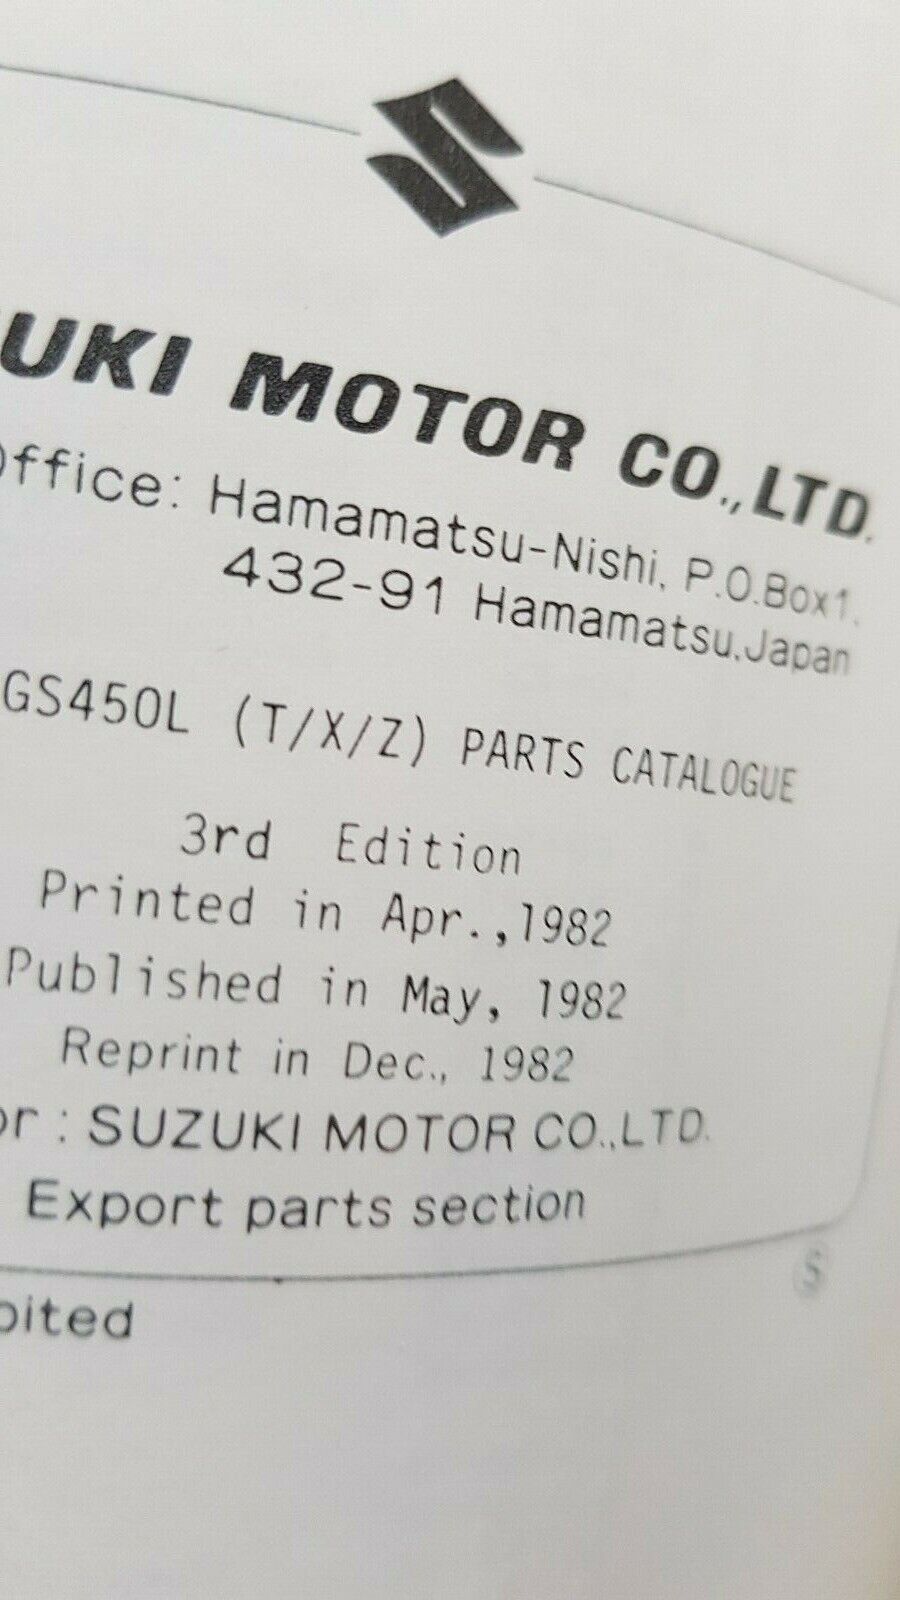 UKI MOTOR CO.,LTD.
ffice: Hamamatsu-Nishi, P.O.Box1,
432-91 Hamamatsu,Japan
GS450L (T/X/Z) PARTS CATALOGUE
3rd Edition
Printed in Apr.,1982
Published in May, 1982
Reprint in Dec., 1982
or : SUZUKI MOTOR CO.,LTD.
Export parts section
S
bited